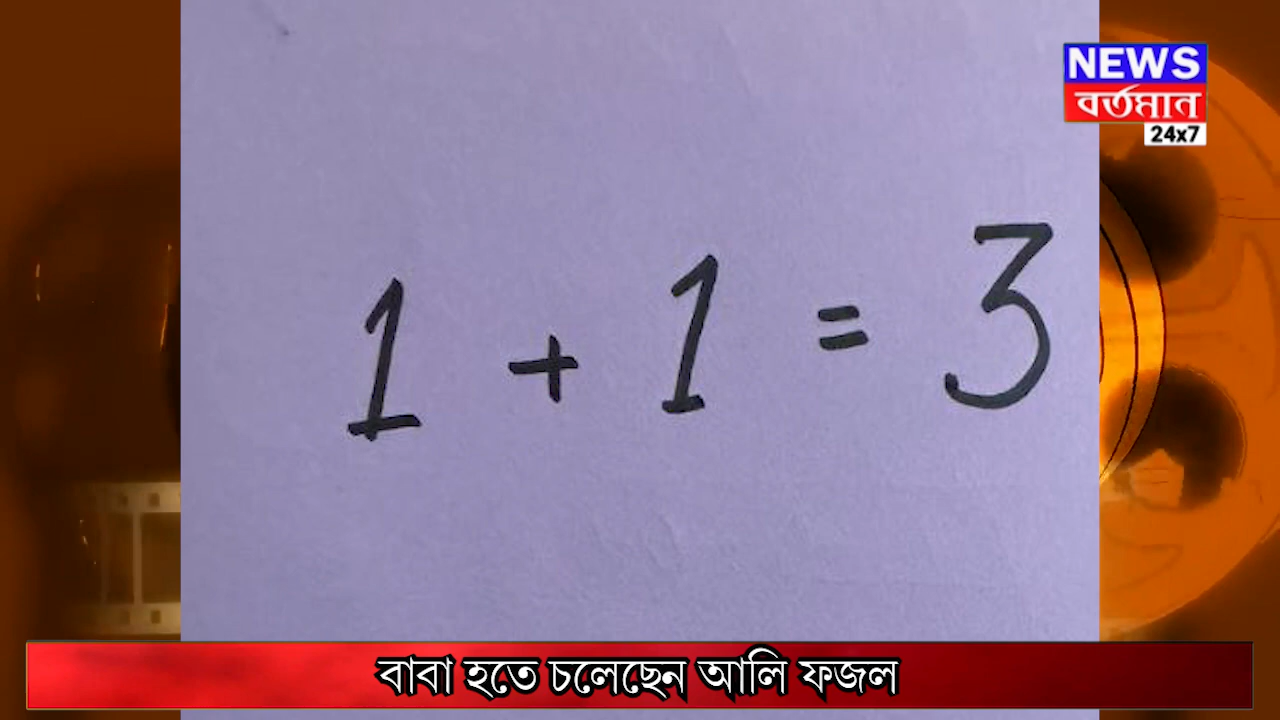 NEWS
বর্তমান
24x7
1 + 1 = 3
বাবা হতে চলেছেন আলি ফজল